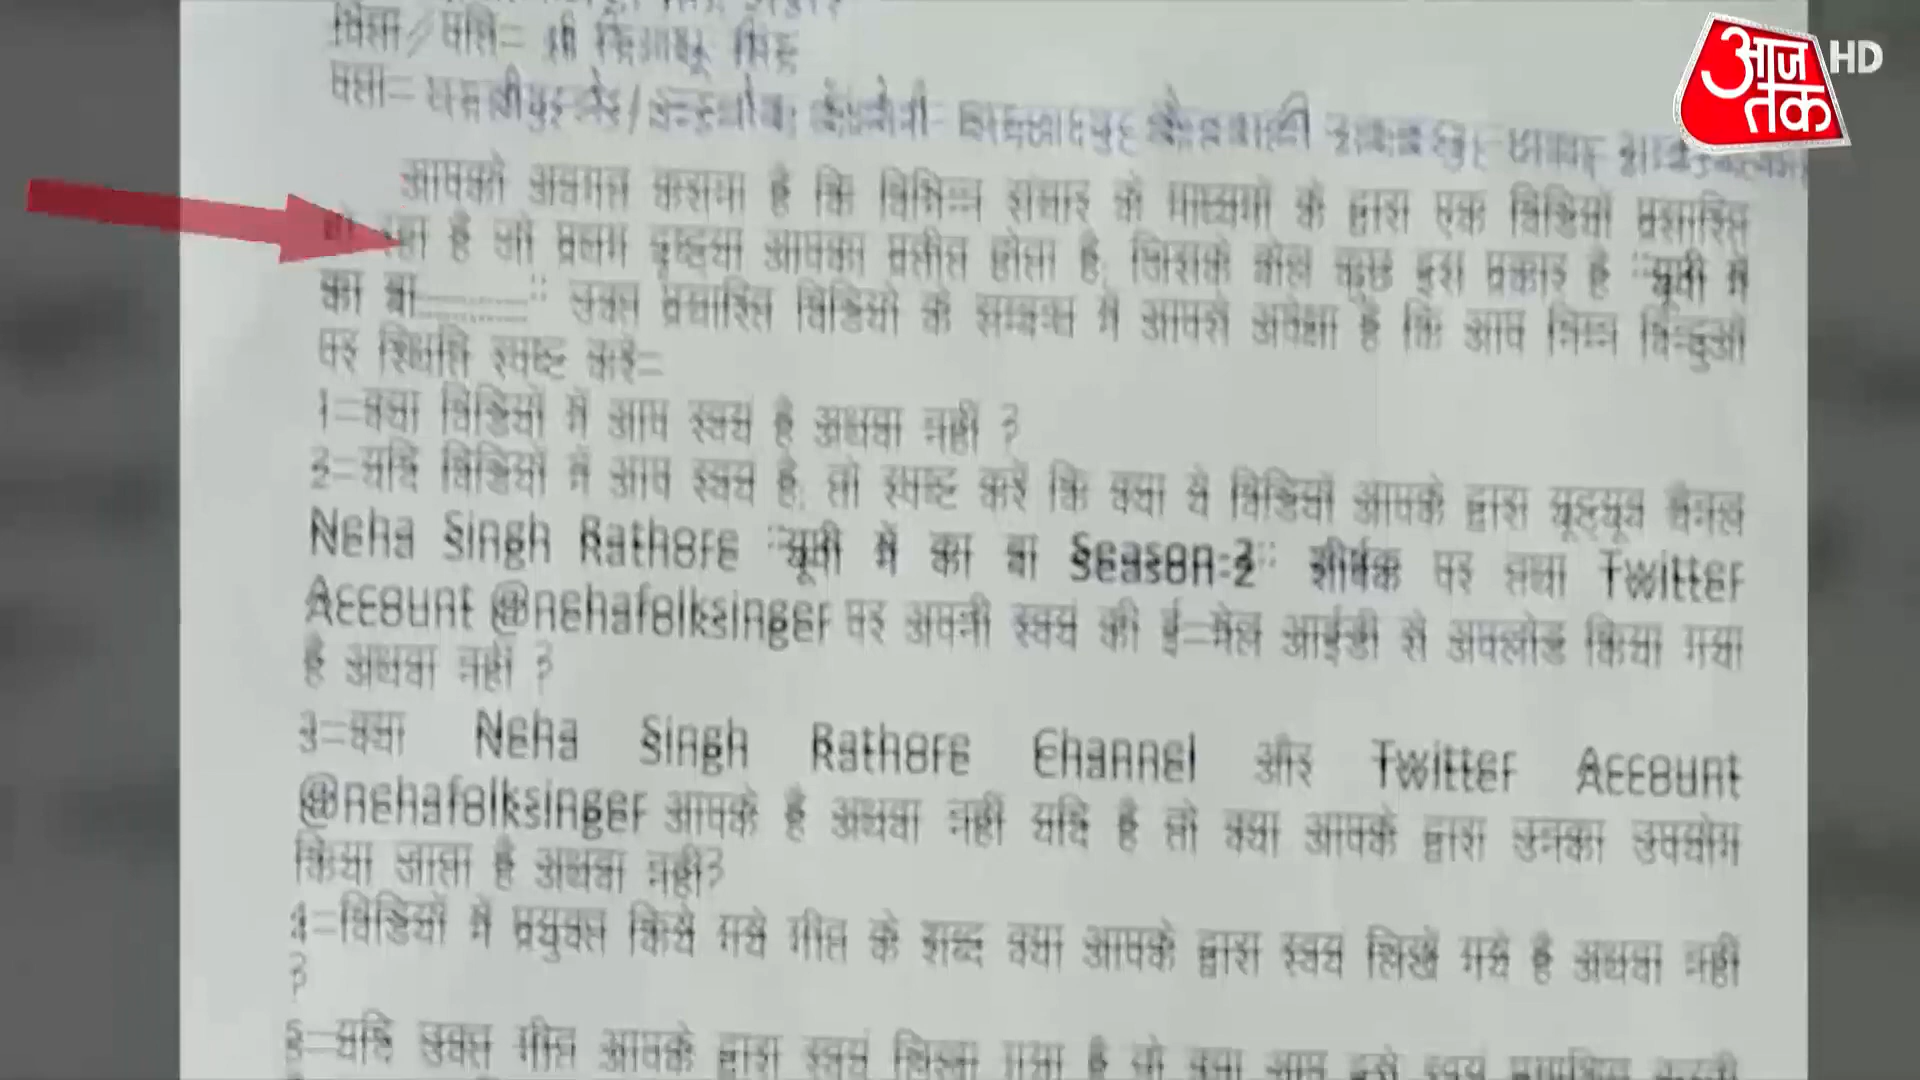 आज तक HD
पिता/पति– श्री
पता–
आपको अवगत कराना है कि विभिन्न संचार के माध्यमों के द्वारा एक विडियो प्रसारित
हो रहा है जो प्रथम दृष्टया आपका प्रतीत होता है, जिसके बोल कुछ इस प्रकार है "यूपी में
का बा............" उक्त प्रचारित विडियो के सम्बन्ध में आपसे अपेक्षा है कि आप निम्न बिन्दुओं
पर स्थिति स्पष्ट करें–
1–क्या विडियों में आप स्वयं है अथवा नहीं ?
2–यदि विडियों में आप स्वयं है, तो स्पष्ट करें कि क्या ये विडियों आपके द्वारा यूट्यूब चैनल
Neha Singh Rathore "यूपी में का बा Season-2" शीर्षक पर तथा Twitter
Account @nehafolksinger पर अपनी स्वयं की ई–मेल आईडी से अपलोड किया गया
है अथवा नहीं ?
3–क्या Neha Singh Rathore Channel और Twitter Account
@nehafolksinger आपके है अथवा नहीं यदि है तो क्या आपके द्वारा उनका उपयोग
किया जाता है अथवा नहीं?
4–विडियों में प्रयुक्त किये गये गीत के शब्द क्या आपके द्वारा स्वयं लिखें गये है अथवा नहीं
?
5–यदि उक्त गीत आपके द्वारा स्वयं लिखा गया है तो क्या आप इसे स्वयं प्रमाणित करती